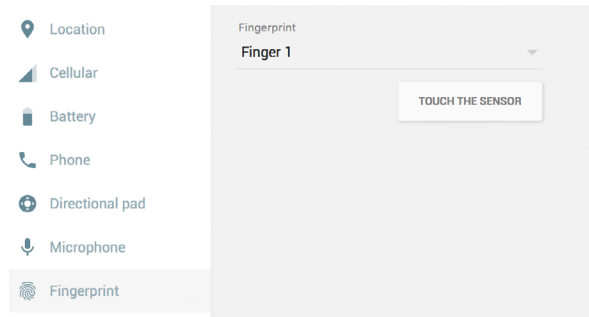 Location
Cellular
Battery
Phone
Directional pad
Microphone
Fingerprint
Fingerprint
Finger 1
TOUCH THE SENSOR